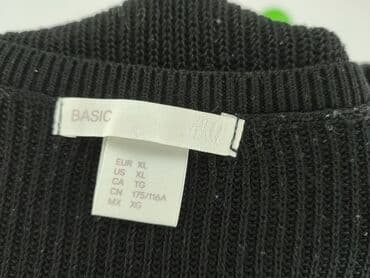 BASIC
EUR XL
US XL
CA TG
CN 175/116A
MX XG